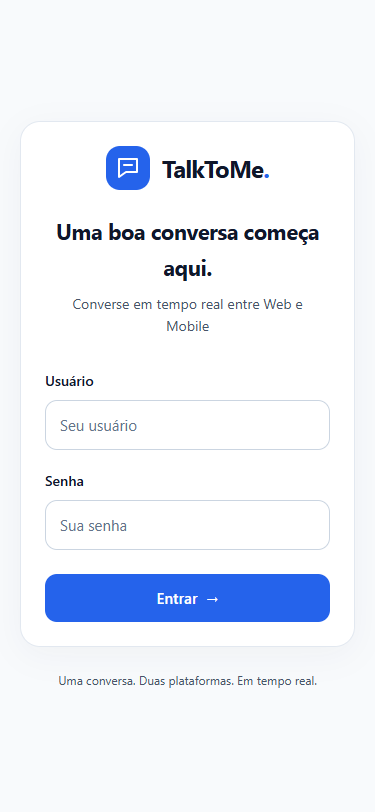 TalkToMe.
Uma boa conversa começa
aqui.
Converse em tempo real entre Web e
Mobile
Usuário
Seu usuário
Senha
Sua senha
Entrar →
Uma conversa. Duas plataformas. Em tempo real.